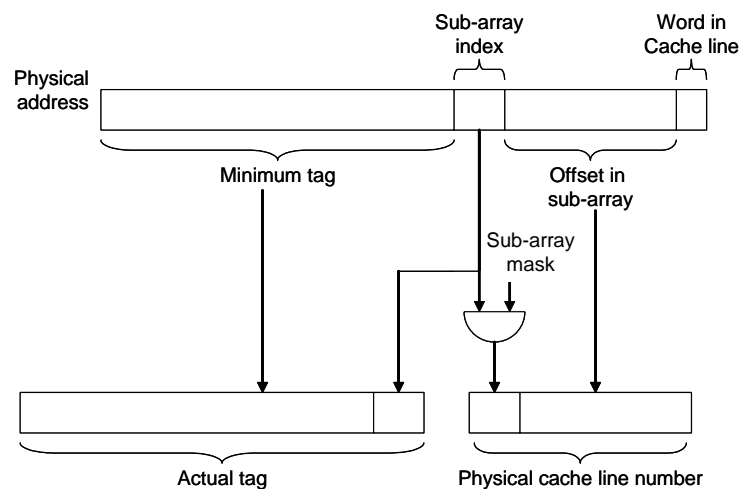 Sub-array
index
Word in
Cache line
Physical
address
Minimum tag
Offset in
sub-array
Sub-array
mask
Actual tag
Physical cache line number